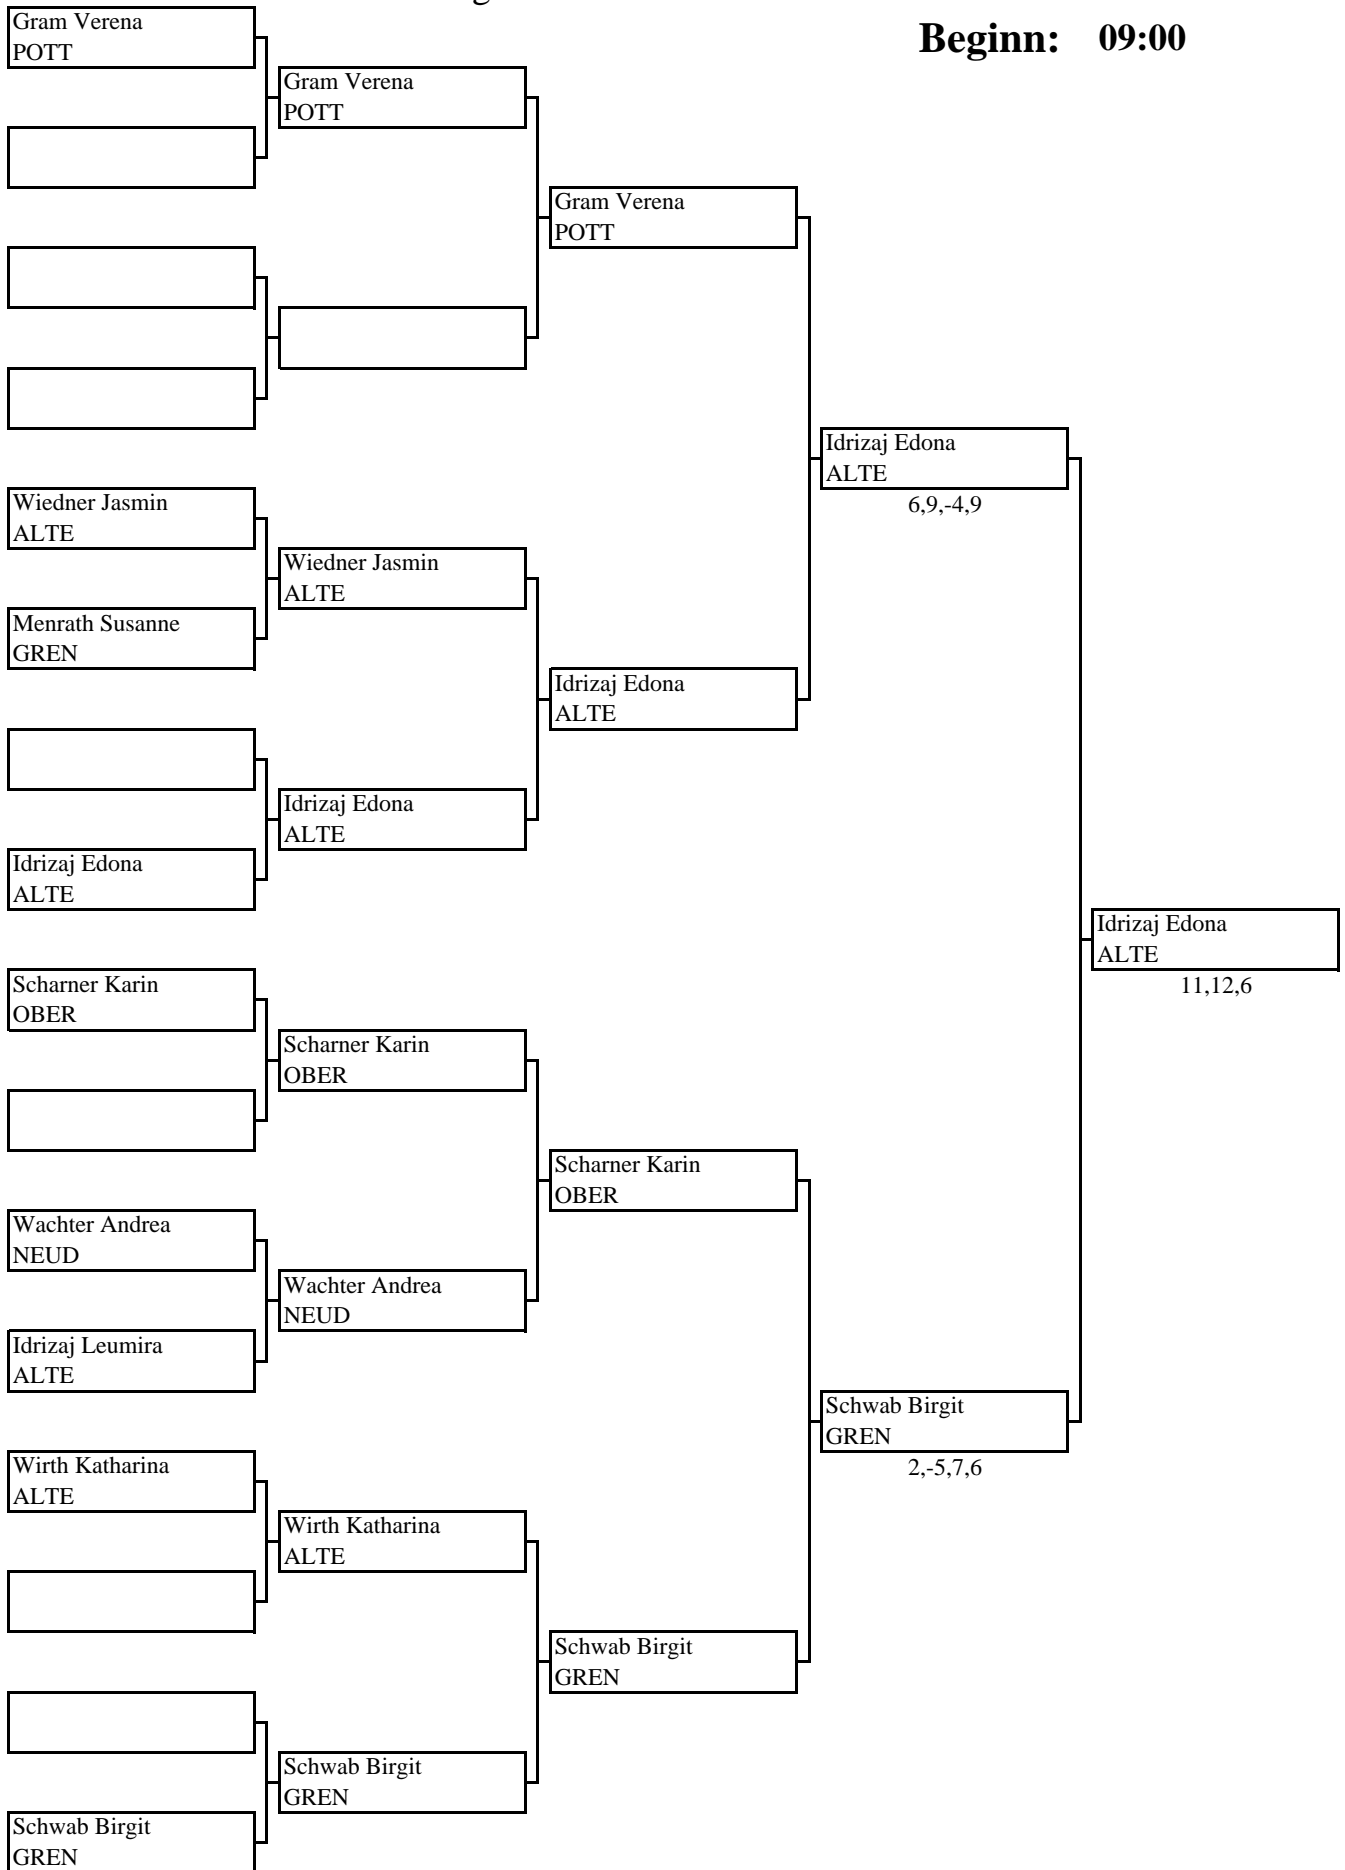 Beginn: 09:00
Gram Verena
POTT
Gram Verena
POTT
Gram Verena
POTT
Idrizaj Edona
ALTE
6,9,-4,9
Wiedner Jasmin
ALTE
Wiedner Jasmin
ALTE
Menrath Susanne
GREN
Idrizaj Edona
ALTE
Idrizaj Edona
ALTE
Idrizaj Edona
ALTE
Idrizaj Edona
ALTE
11,12,6
Scharner Karin
OBER
Scharner Karin
OBER
Scharner Karin
OBER
Wachter Andrea
NEUD
Wachter Andrea
NEUD
Idrizaj Leumira
ALTE
Schwab Birgit
GREN
2,-5,7,6
Wirth Katharina
ALTE
Wirth Katharina
ALTE
Schwab Birgit
GREN
Schwab Birgit
GREN
Schwab Birgit
GREN